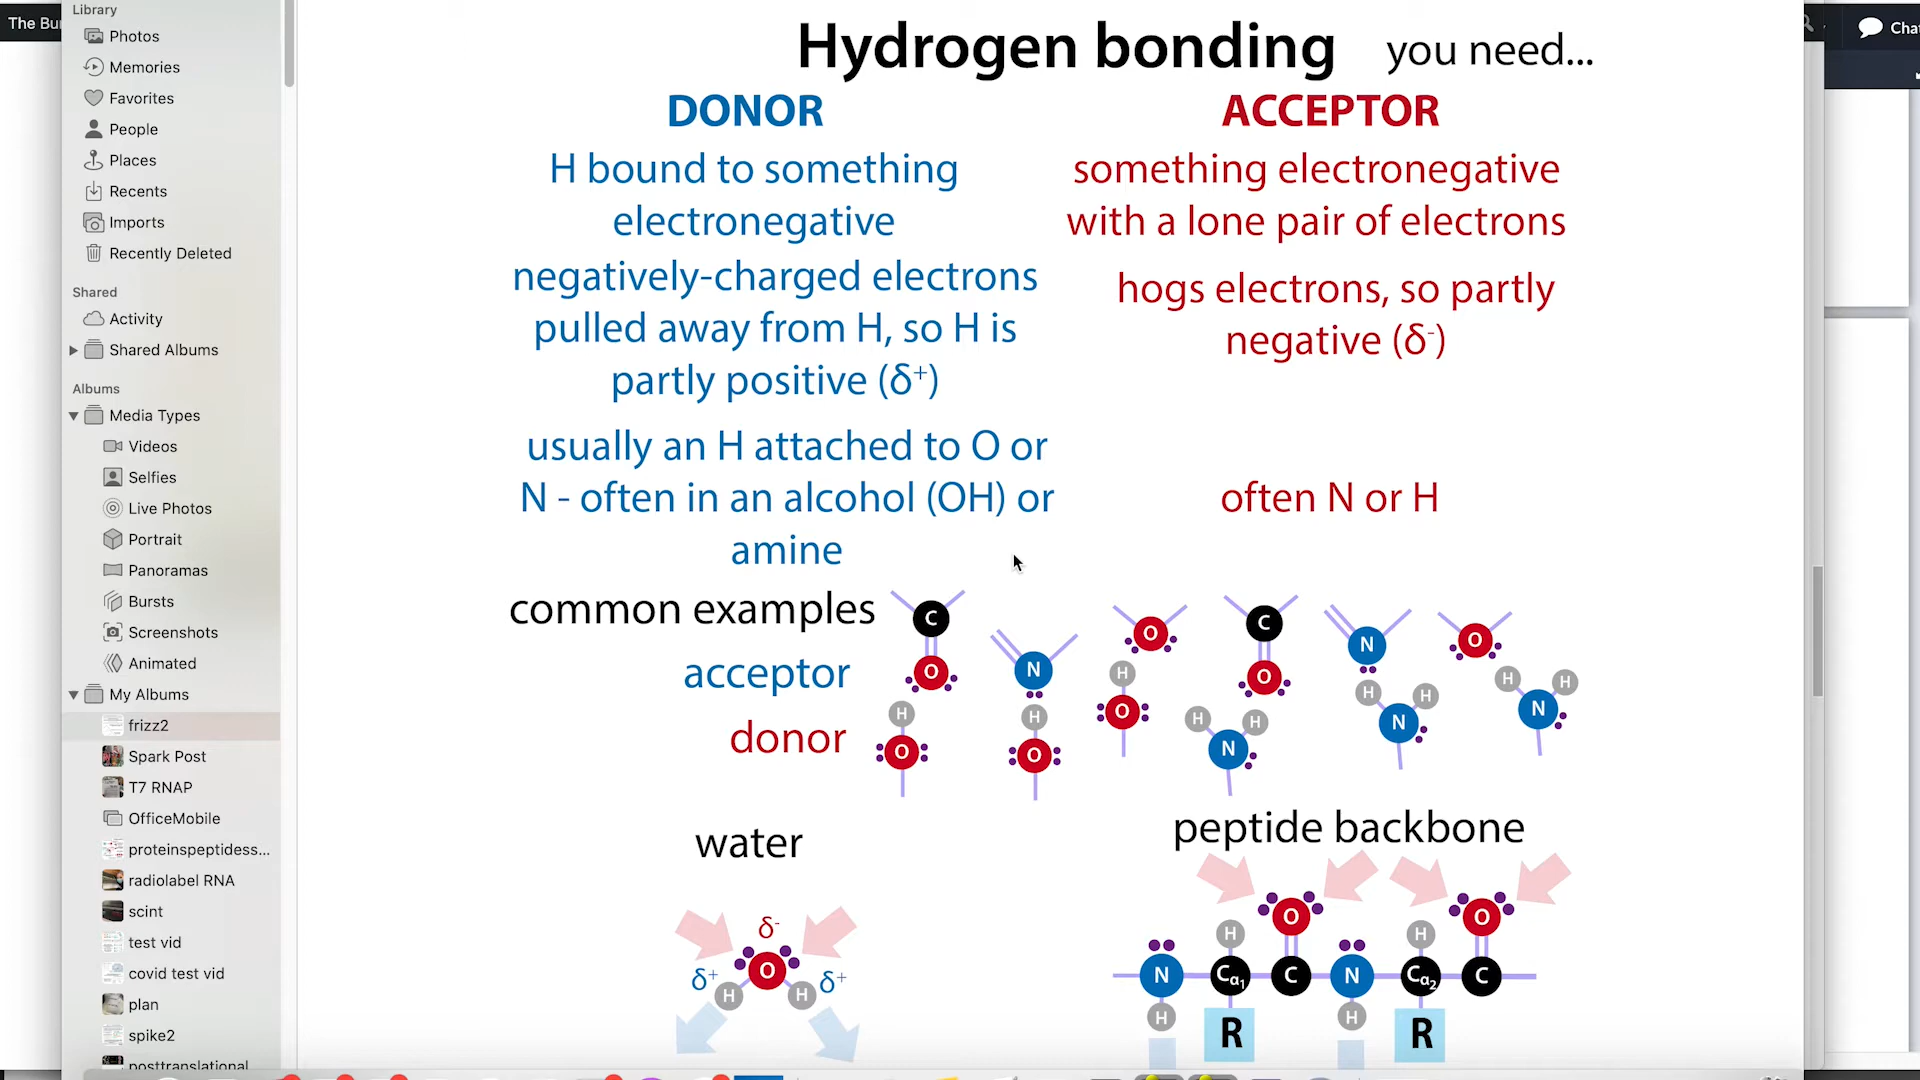 The Bu
Chat
Library
Photos
Memories
Favorites
People
Places
Recents
Imports
Recently Deleted
Shared
Activity
Shared Albums
Albums
Media Types
Videos
Selfies
Live Photos
Portrait
Panoramas
Bursts
Screenshots
Animated
My Albums
frizz2
Spark Post
T7 RNAP
OfficeMobile
proteinspeptidess...
radiolabel RNA
scint
test vid
covid test vid
plan
spike2
posttranslational
Hydrogen bonding you need...
DONOR
H bound to something
electronegative
negatively-charged electrons
pulled away from H, so H is
partly positive (δ⁺)
usually an H attached to O or
N - often in an alcohol (OH) or
amine
ACCEPTOR
something electronegative
with a lone pair of electrons
hogs electrons, so partly
negative (δ⁻)
often N or H
common examples
acceptor
donor
C O H O
N H O
O H O
C O H H N
N H H N
O H H N
water
δ⁻
δ⁺ O δ⁺
H H
peptide backbone
O O
H H
N Cα₁ C N Cα₂ C
H H
R R